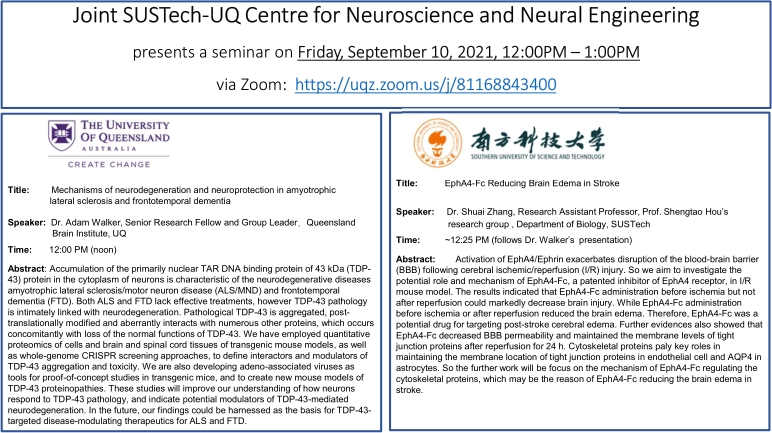 Joint SUSTech-UQ Centre for Neuroscience and Neural Engineering
presents a seminar on Friday, September 10, 2021, 12:00PM – 1:00PM
via Zoom: https://uqz.zoom.us/j/81168843400
THE UNIVERSITY
OF QUEENSLAND
AUSTRALIA
CREATE CHANGE
Title: Mechanisms of neurodegeneration and neuroprotection in amyotrophic
lateral sclerosis and frontotemporal dementia
Speaker: Dr. Adam Walker, Senior Research Fellow and Group Leader, Queensland
Brain Institute, UQ
Time: 12:00 PM (noon)
Abstract: Accumulation of the primarily nuclear TAR DNA binding protein of 43 kDa (TDP-
43) protein in the cytoplasm of neurons is characteristic of the neurodegenerative diseases
amyotrophic lateral sclerosis/motor neuron disease (ALS/MND) and frontotemporal
dementia (FTD). Both ALS and FTD lack effective treatments, however TDP-43 pathology
is intimately linked with neurodegeneration. Pathological TDP-43 is aggregated, post-
translationally modified and aberrantly interacts with numerous other proteins, which occurs
concomitantly with loss of the normal functions of TDP-43. We have employed quantitative
proteomics of cells and brain and spinal cord tissues of transgenic mouse models, as well
as whole-genome CRISPR screening approaches, to define interactors and modulators of
TDP-43 aggregation and toxicity. We are also developing adeno-associated viruses as
tools for proof-of-concept studies in transgenic mice, and to create new mouse models of
TDP-43 proteinopathies. These studies will improve our understanding of how neurons
respond to TDP-43 pathology, and indicate potential modulators of TDP-43-mediated
neurodegeneration. In the future, our findings could be harnessed as the basis for TDP-43-
targeted disease-modulating therapeutics for ALS and FTD.
南方科技大学
SOUTHERN UNIVERSITY OF SCIENCE AND TECHNOLOGY
Title: EphA4-Fc Reducing Brain Edema in Stroke
Speaker: Dr. Shuai Zhang, Research Assistant Professor, Prof. Shengtao Hou's
research group , Department of Biology, SUSTech
Time: ~12:25 PM (follows Dr. Walker's presentation)
Abstract: Activation of EphA4/Ephrin exacerbates disruption of the blood-brain barrier
(BBB) following cerebral ischemic/reperfusion (I/R) injury. So we aim to investigate the
potential role and mechanism of EphA4-Fc, a patented inhibitor of EphA4 receptor, in I/R
mouse model. The results indicated that EphA4-Fc administration before ischemia but not
after reperfusion could markedly decrease brain injury. While EphA4-Fc administration
before ischemia or after reperfusion reduced the brain edema. Therefore, EphA4-Fc was a
potential drug for targeting post-stroke cerebral edema. Further evidences also showed that
EphA4-Fc decreased BBB permeability and maintained the membrane levels of tight
junction proteins after reperfusion for 24 h. Cytoskeletal proteins paly key roles in
maintaining the membrane location of tight junction proteins in endothelial cell and AQP4 in
astrocytes. So the further work will be focus on the mechanism of EphA4-Fc regulating the
cytoskeletal proteins, which may be the reason of EphA4-Fc reducing the brain edema in
stroke.